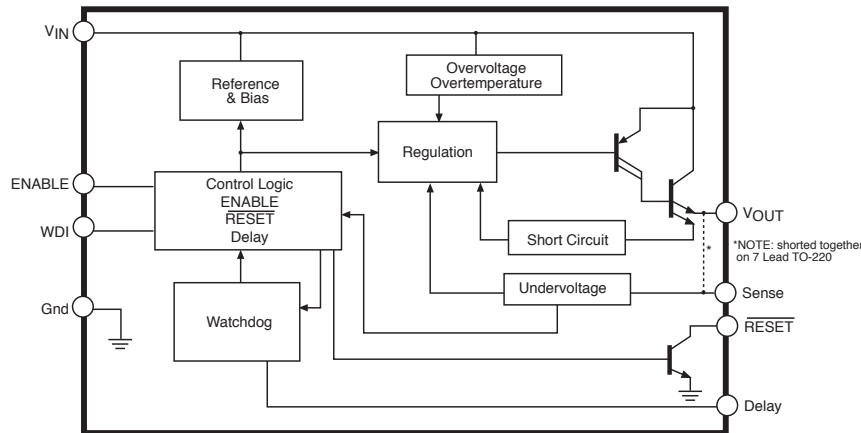 VIN
Reference
& Bias
Overvoltage
Overtemperature
Regulation
ENABLE
WDI
Control Logic
ENABLE
RESET
Delay
Short Circuit
VOUT
*
*NOTE: shorted together
on 7 Lead TO-220
Undervoltage
Sense
Gnd
Watchdog
RESET
Delay